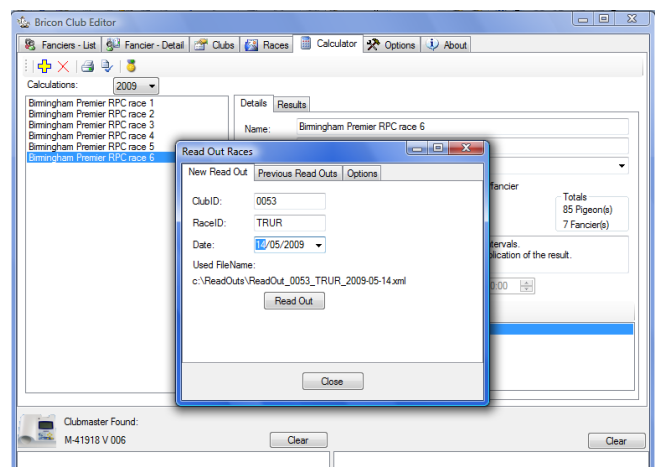 Bricon Club Editor
Fanciers - List Fancier - Detail Clubs Races Calculator Options About
Calculations: 2009
Birmingham Premier RPC race 1
Birmingham Premier RPC race 2
Birmingham Premier RPC race 3
Birmingham Premier RPC race 4
Birmingham Premier RPC race 5
Birmingham Premier RPC race 6
Details Results
Name: Birmingham Premier RPC race 6
Read Out Races
New Read Out Previous Read Outs Options
ClubID: 0053
RaceID: TRUR
Date: 14/05/2009
Used FileName:
c:\ReadOuts\ReadOut_0053_TRUR_2009-05-14.xml
Read Out
Close
fancier
Totals
85 Pigeon(s)
7 Fancier(s)
tervals.
plication of the result.
0:00
Clubmaster Found:
M-41918 V 006
Clear
Clear